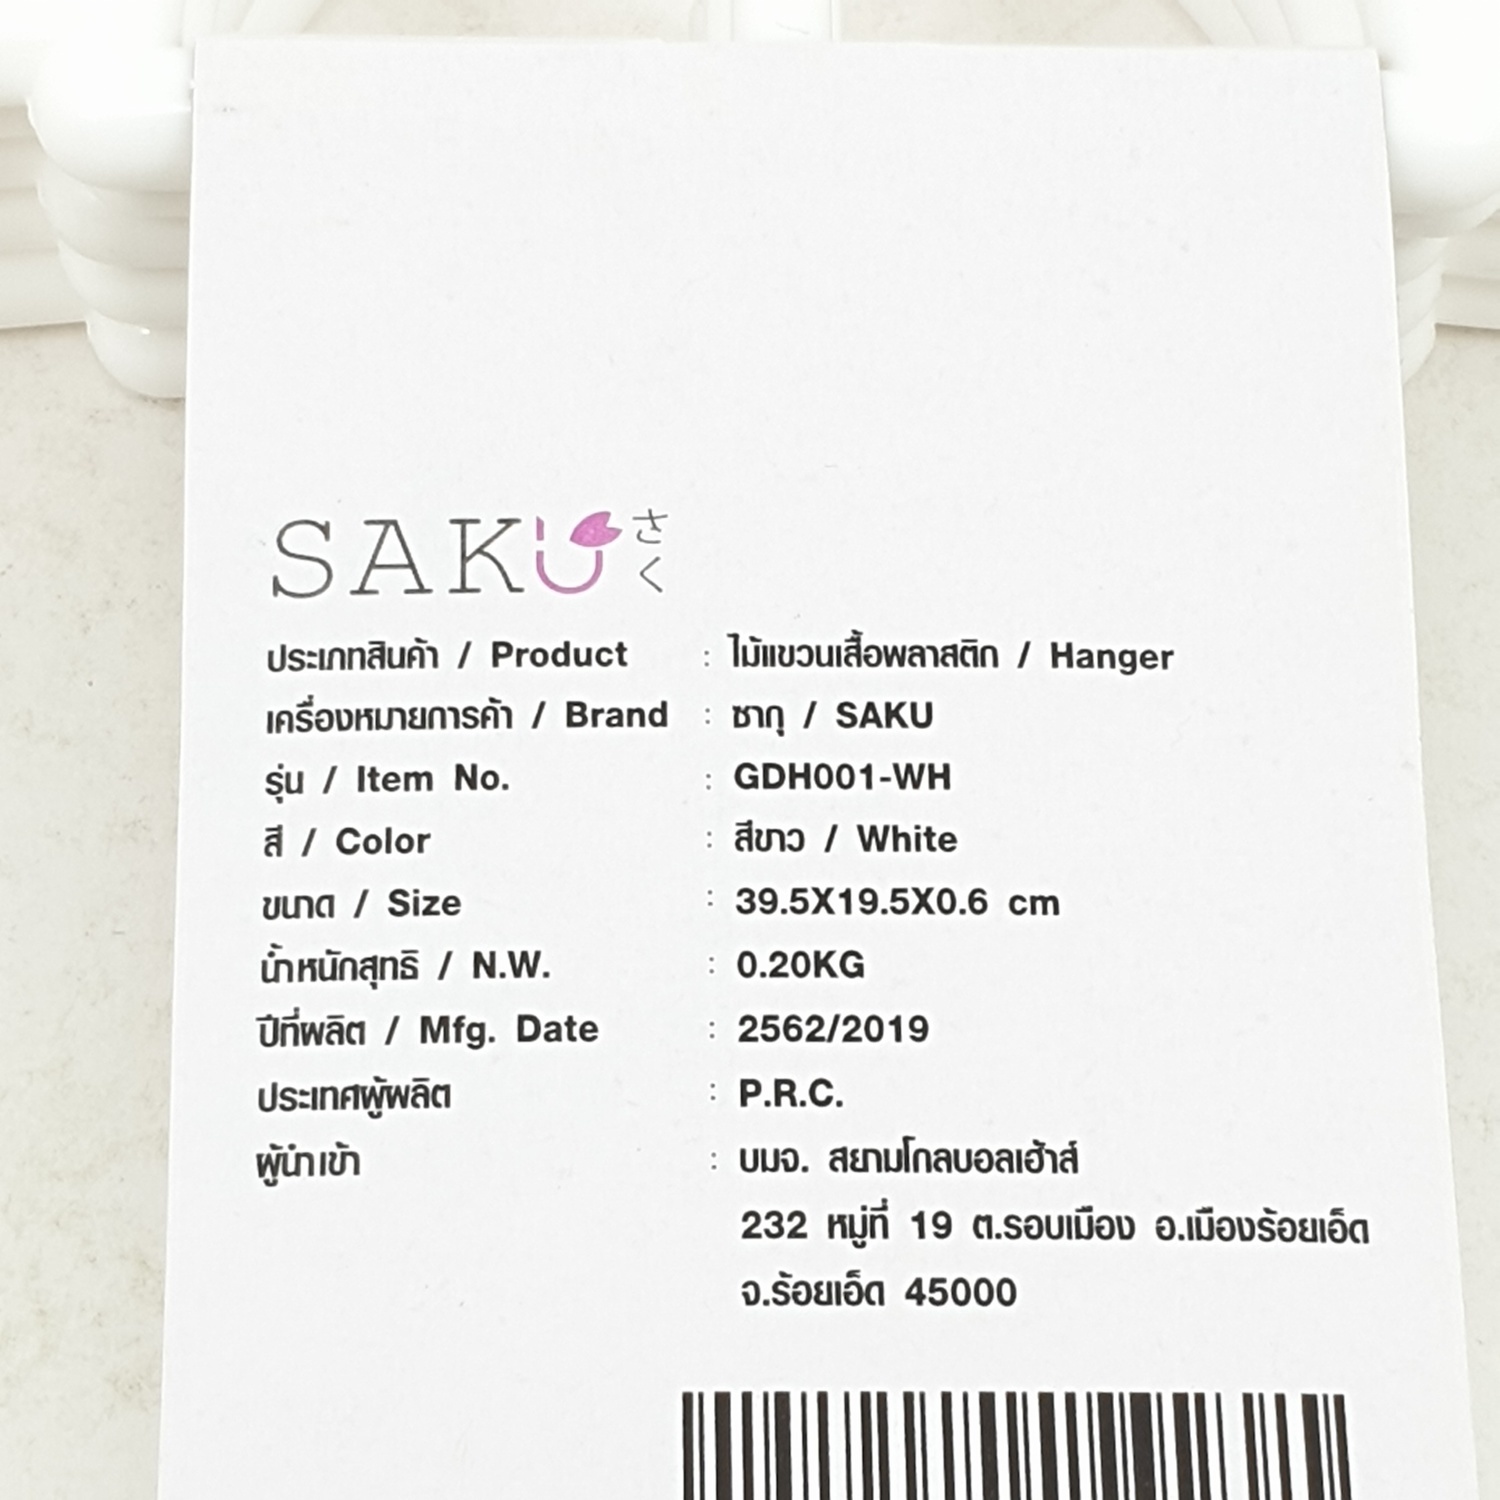 SAKU さく
ประเภทสินค้า / Product : ไม้แขวนเสื้อพลาสติก / Hanger
เครื่องหมายการค้า / Brand : ซากุ / SAKU
รุ่น / Item No. : GDH001-WH
สี / Color : สีขาว / White
ขนาด / Size : 39.5X19.5X0.6 cm
น้ำหนักสุทธิ / N.W. : 0.20KG
ปีที่ผลิต / Mfg. Date : 2562/2019
ประเทศผู้ผลิต : P.R.C.
ผู้นำเข้า : บมจ. สยามโกลบอลเฮ้าส์
232 หมู่ที่ 19 ต.รอบเมือง อ.เมืองร้อยเอ็ด
จ.ร้อยเอ็ด 45000